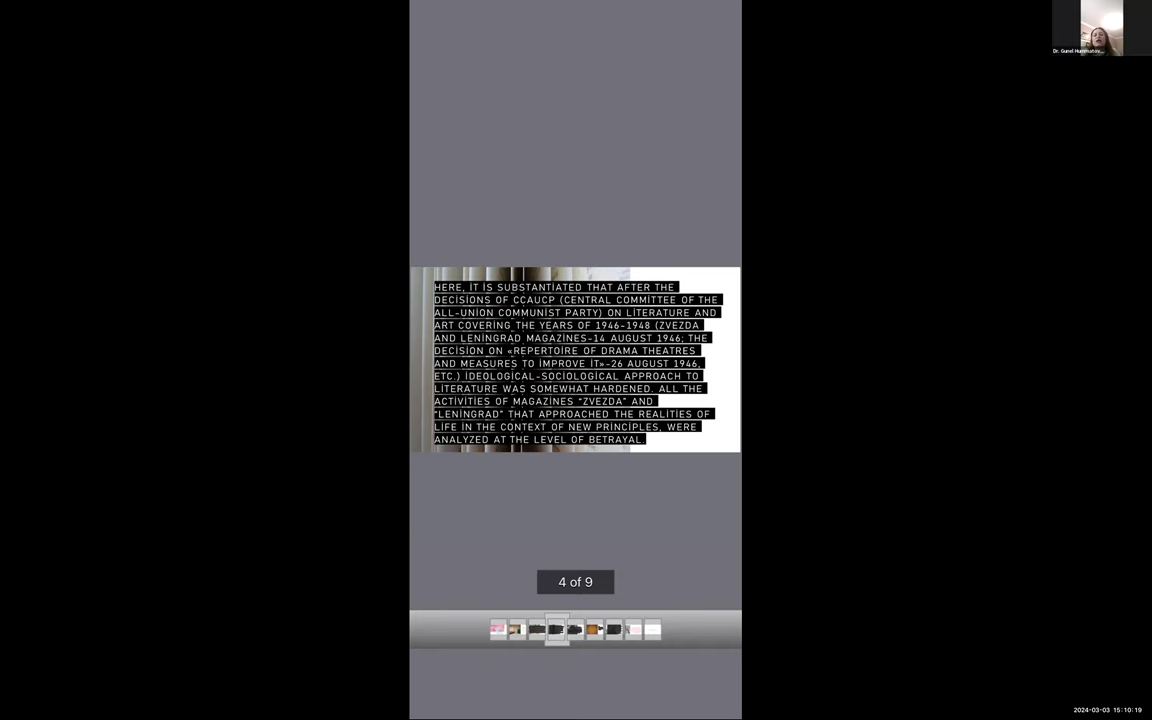 Dr. Gunel Hummatov...
HERE, İT İS SUBSTANTİATED THAT AFTER THE
DECİSİONS OF CCAUCP (CENTRAL COMMİTTEE OF THE
ALL-UNİON COMMUNİST PARTY) ON LİTERATURE AND
ART COVERİNG THE YEARS OF 1946-1948 (ZVEZDA
AND LENİNGRAD MAGAZİNES-14 AUGUST 1946; THE
DECİSİON ON «REPERTOİRE OF DRAMA THEATRES
AND MEASURES TO İMPROVE İT»-26 AUGUST 1946,
ETC.) İDEOLOGİCAL-SOCİOLOGİCAL APPROACH TO
LİTERATURE WAS SOMEWHAT HARDENED. ALL THE
ACTİVİTİES OF MAGAZİNES “ZVEZDA” AND
“LENİNGRAD” THAT APPROACHED THE REALİTİES OF
LİFE İN THE CONTEXT OF NEW PRİNCİPLES, WERE
ANALYZED AT THE LEVEL OF BETRAYAL.
4 of 9
2024-03-03 15:10:19